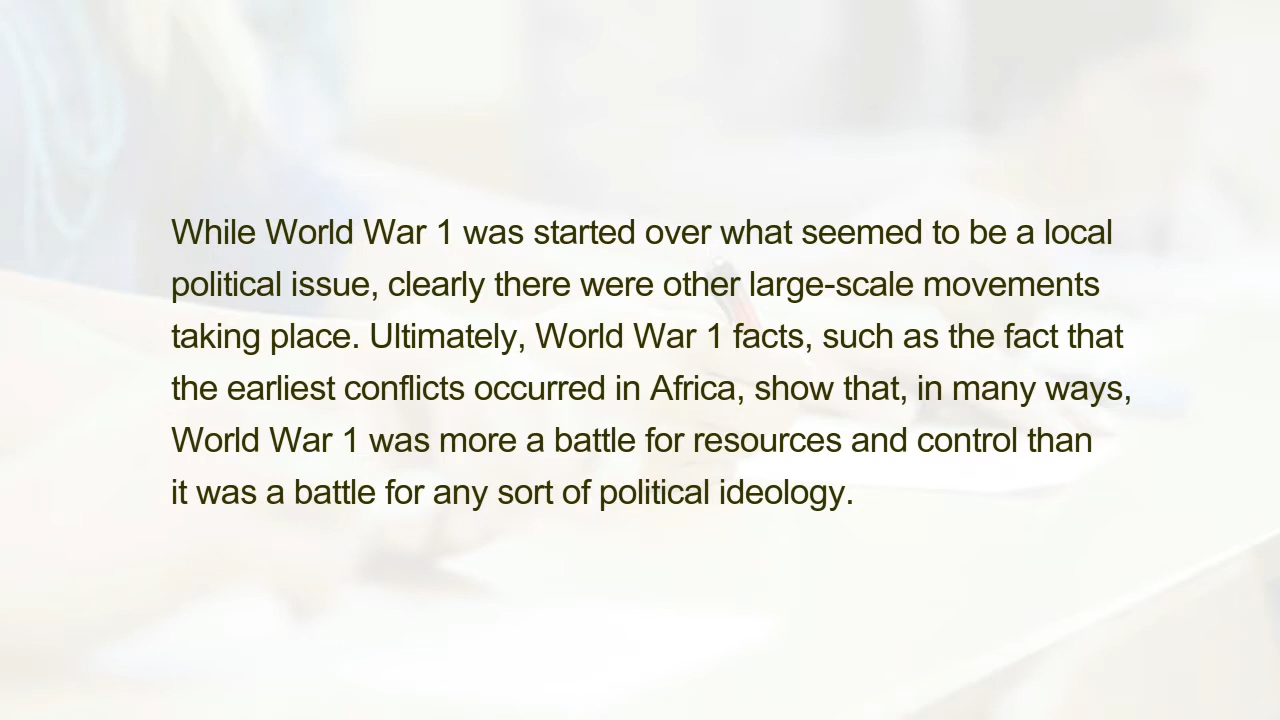 While World War 1 was started over what seemed to be a local
political issue, clearly there were other large-scale movements
taking place. Ultimately, World War 1 facts, such as the fact that
the earliest conflicts occurred in Africa, show that, in many ways,
World War 1 was more a battle for resources and control than
it was a battle for any sort of political ideology.